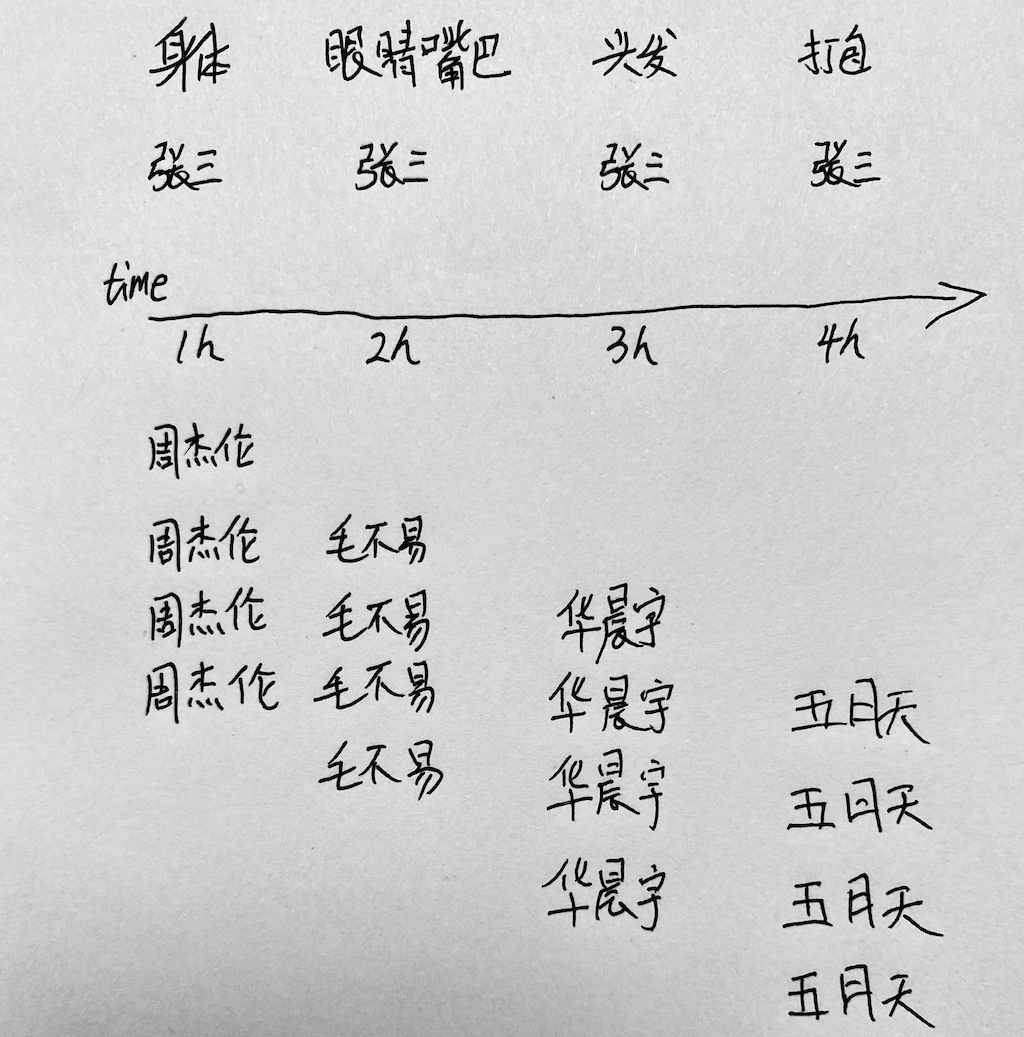 身体 眼睛嘴巴 头发 打包
张三 张三 张三 张三
time
1h 2h 3h 4h
周杰伦
周杰伦 毛不易
周杰伦 毛不易 华晨宇
周杰伦 毛不易 华晨宇 五月天
毛不易 华晨宇 五月天
华晨宇 五月天
五月天